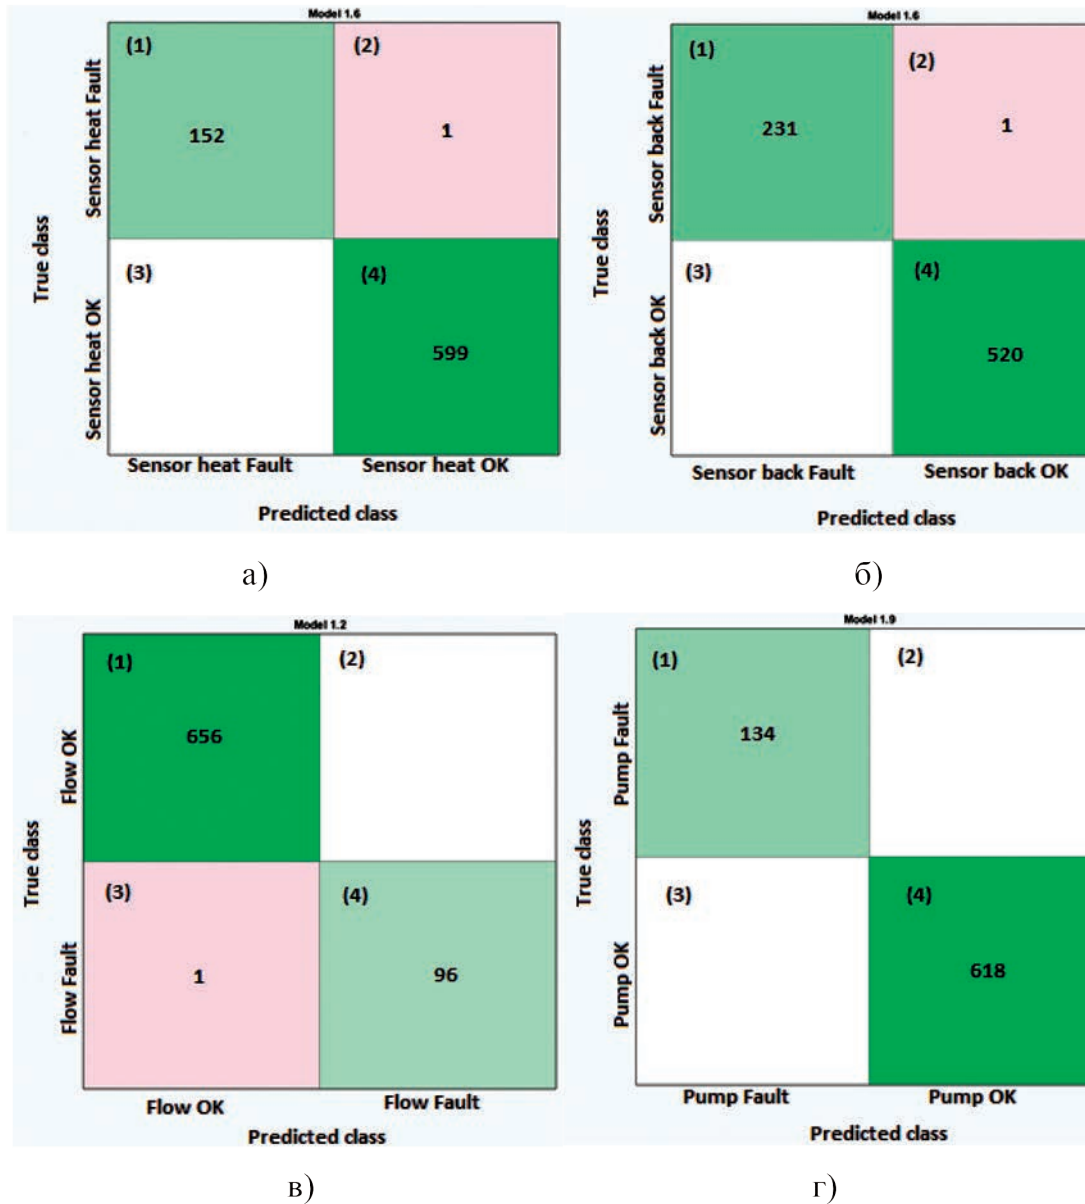 Model 1.6
Sensor heat Fault
Sensor heat OK
True class
(1)
(2)
152
1
(3)
(4)
599
Sensor heat Fault
Sensor heat OK
Predicted class
а)
Model 1.6
Sensor back Fault
Sensor back OK
True class
(1)
(2)
231
1
(3)
(4)
520
Sensor back Fault
Sensor back OK
Predicted class
б)
Model 1.2
Flow OK
Flow Fault
True class
(1)
(2)
656
(3)
(4)
1
96
Flow OK
Flow Fault
Predicted class
в)
Model 1.9
Pump Fault
Pump OK
True class
(1)
(2)
134
(3)
(4)
618
Pump Fault
Pump OK
Predicted class
г)